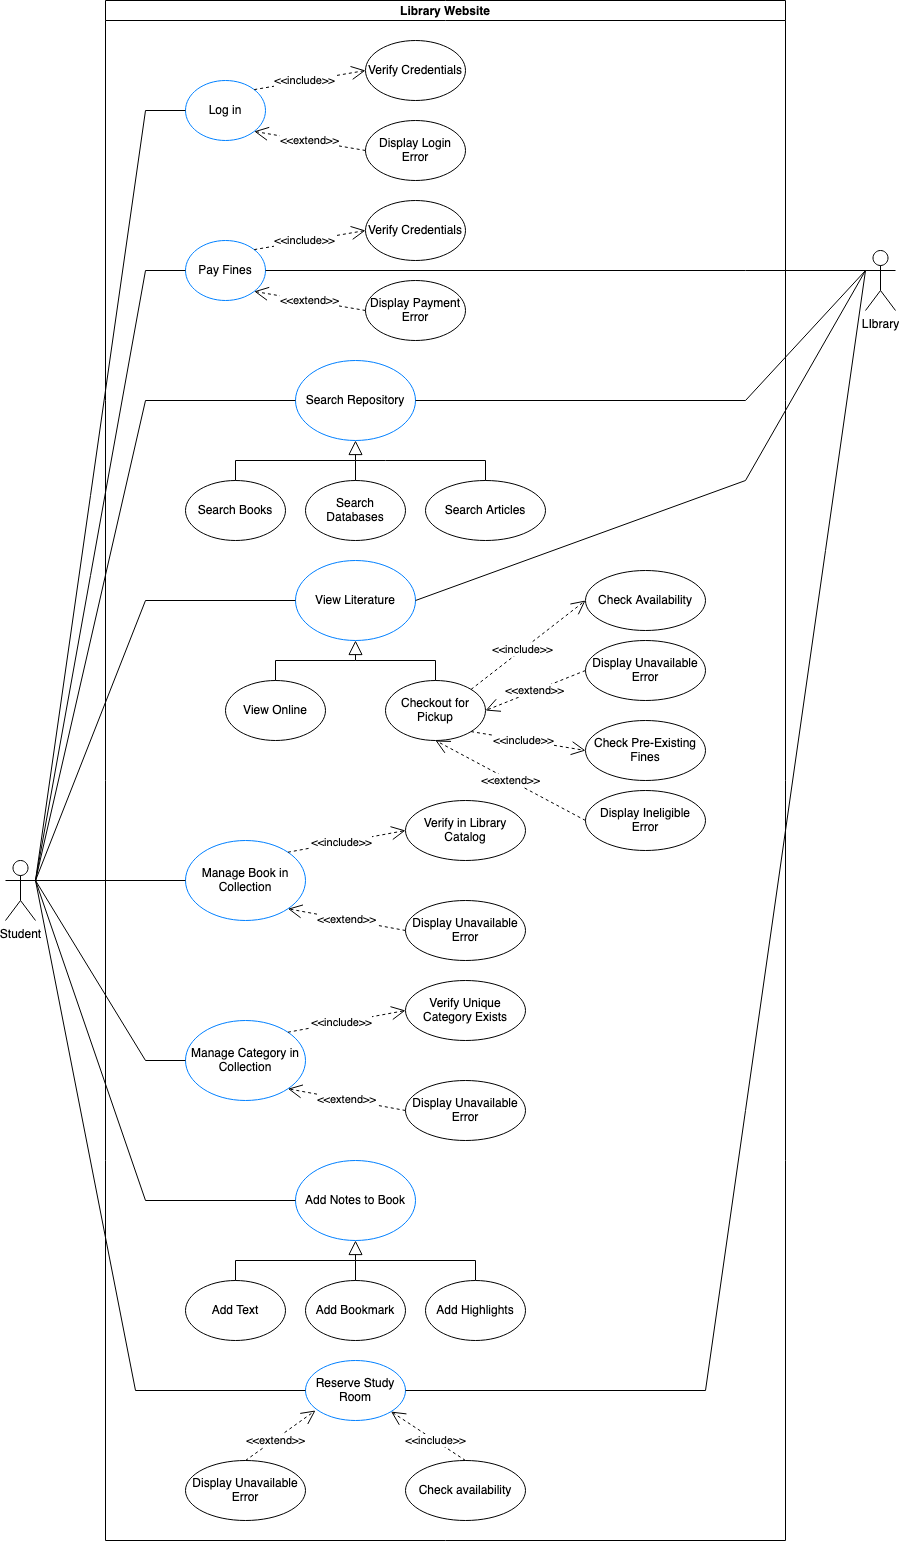 Library Website
Verify Credentials
<<include>>
Log in
<<extend>>
Display Login
Error
Verify Credentials
<<include>>
Pay Fines
<<extend>>
Display Payment
Error
LIbrary
Search Repository
Search Books
Search
Databases
Search Articles
View Literature
Check Availability
<<include>>
Display Unavailable
Error
<<extend>>
View Online
Checkout for
Pickup
<<include>>
Check Pre-Existing
Fines
<<extend>>
Display Ineligible
Error
Verify in Library
Catalog
<<include>>
Manage Book in
Collection
<<extend>>
Display Unavailable
Error
Student
Verify Unique
Category Exists
<<include>>
Manage Category in
Collection
<<extend>>
Display Unavailable
Error
Add Notes to Book
Add Text
Add Bookmark
Add Highlights
Reserve Study
Room
<<extend>>
<<include>>
Display Unavailable
Error
Check availability